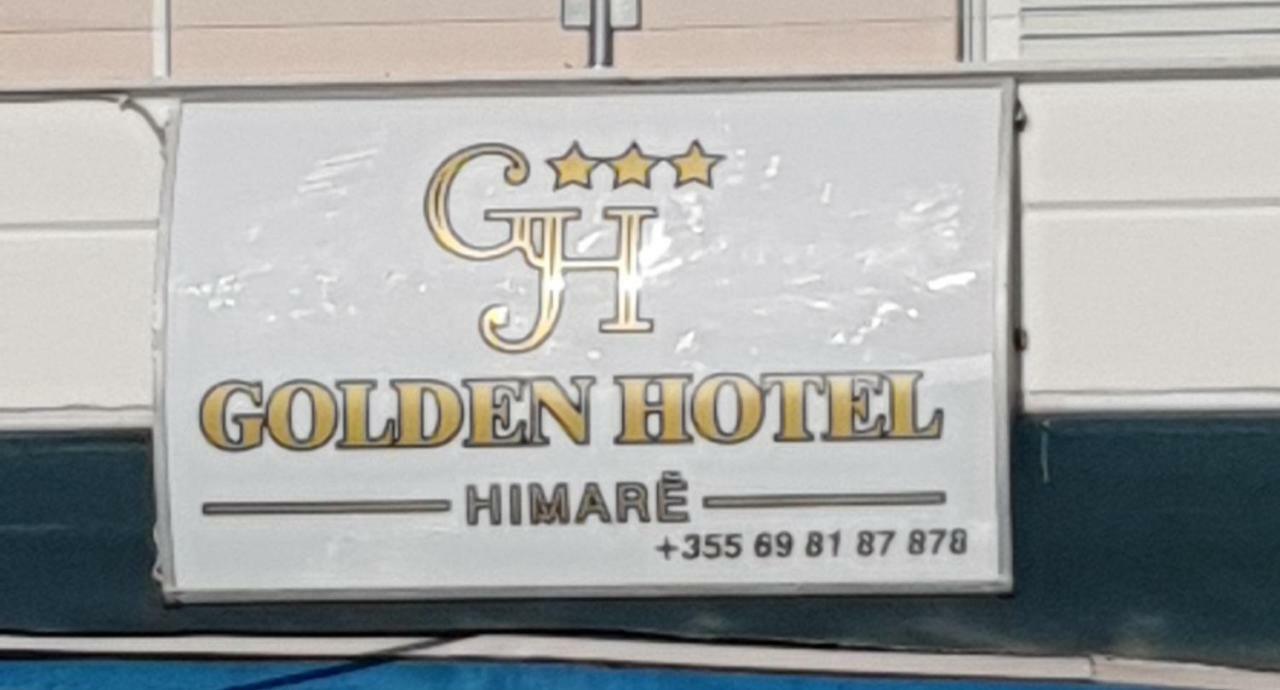 GH
GOLDEN HOTEL
HIMARË
+355 69 81 87 878